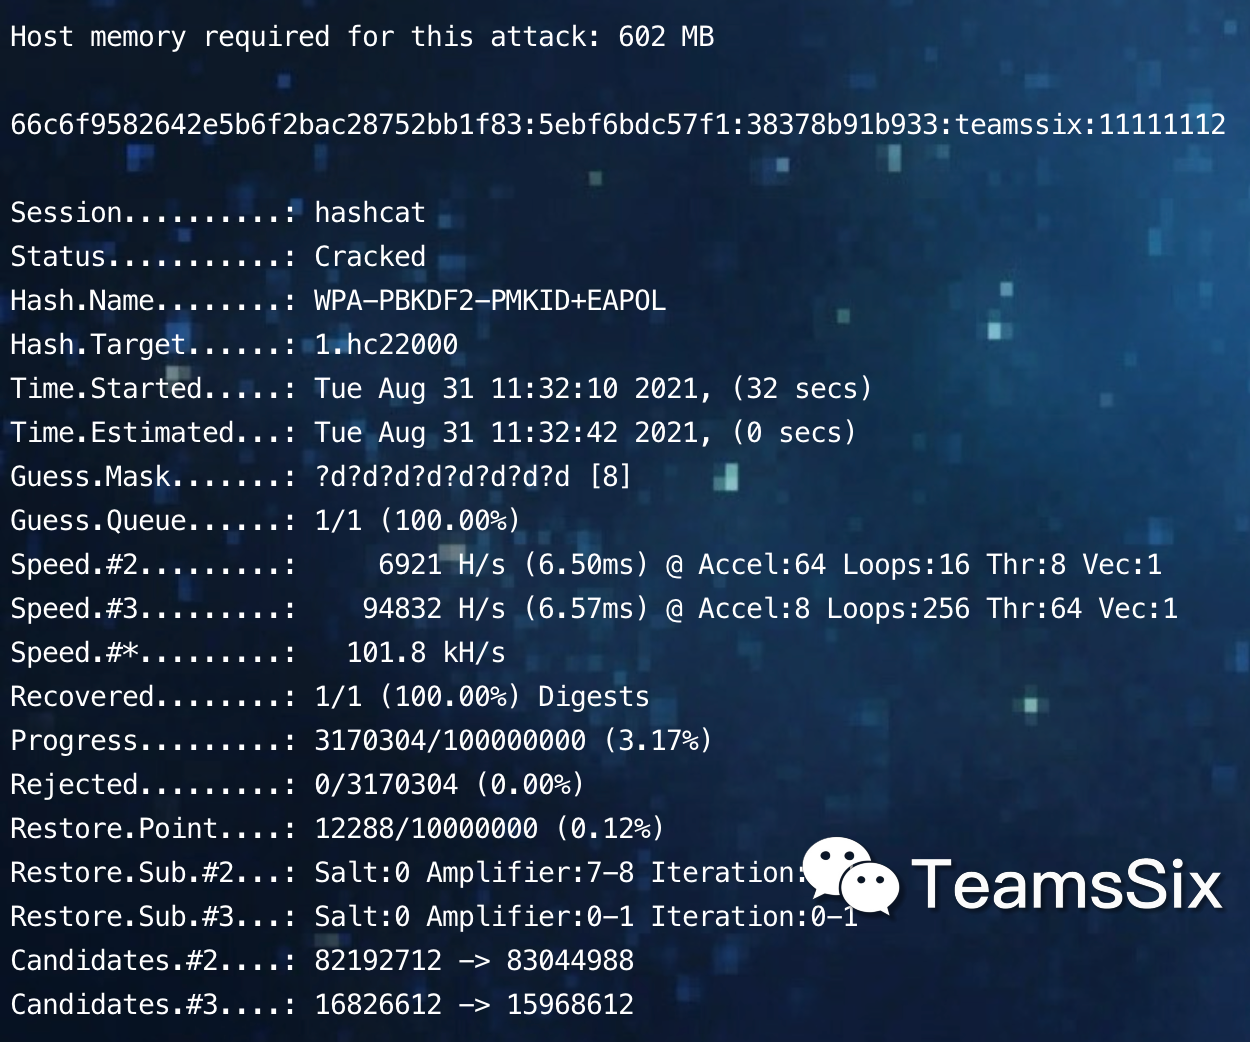 Host memory required for this attack: 602 MB
66c6f9582642e5b6f2bac28752bb1f83:5ebf6bdc57f1:38378b91b933:teamssix:11111112
Session..........: hashcat
Status...........: Cracked
Hash.Name........: WPA-PBKDF2-PMKID+EAPOL
Hash.Target......: 1.hc22000
Time.Started.....: Tue Aug 31 11:32:10 2021, (32 secs)
Time.Estimated...: Tue Aug 31 11:32:42 2021, (0 secs)
Guess.Mask.......: ?d?d?d?d?d?d?d?d [8]
Guess.Queue......: 1/1 (100.00%)
Speed.#2.........:     6921 H/s (6.50ms) @ Accel:64 Loops:16 Thr:8 Vec:1
Speed.#3.........:    94832 H/s (6.57ms) @ Accel:8 Loops:256 Thr:64 Vec:1
Speed.#*.........:   101.8 kH/s
Recovered........: 1/1 (100.00%) Digests
Progress.........: 3170304/100000000 (3.17%)
Rejected.........: 0/3170304 (0.00%)
Restore.Point....: 12288/10000000 (0.12%)
Restore.Sub.#2...: Salt:0 Amplifier:7-8 Iteration:
Restore.Sub.#3...: Salt:0 Amplifier:0-1 Iteration:0-1
TeamsSix
Candidates.#2....: 82192712 -> 83044988
Candidates.#3....: 16826612 -> 15968612